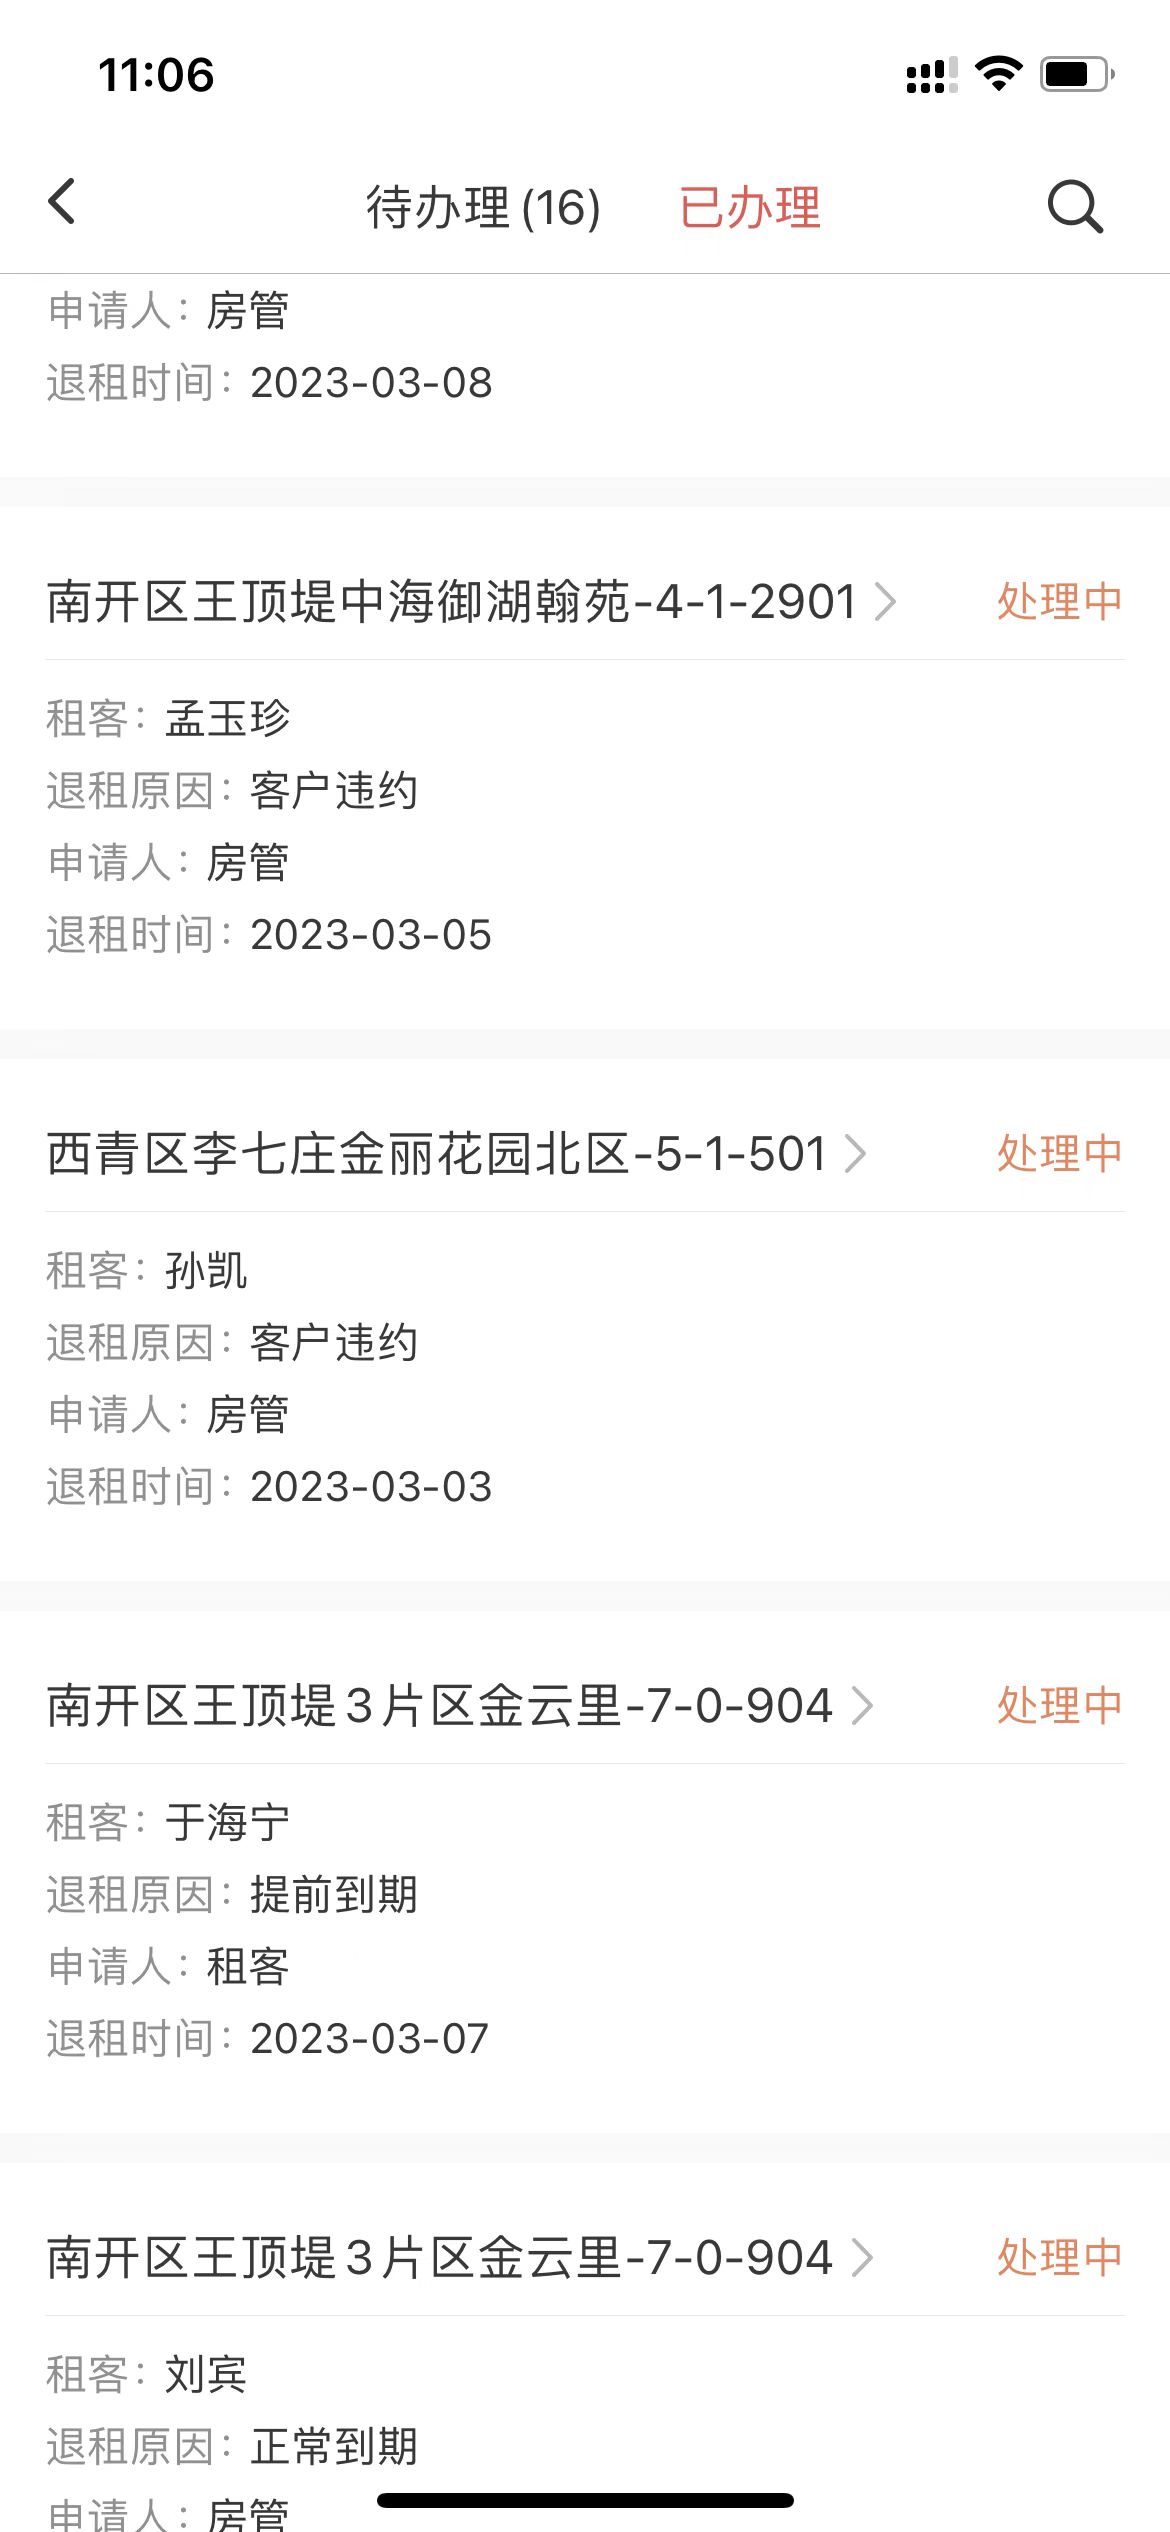 11:06
待办理(16) 已办理
申请人：房管
退租时间：2023-03-08
南开区王顶堤中海御湖翰苑-4-1-2901 处理中
租客：孟玉珍
退租原因：客户违约
申请人：房管
退租时间：2023-03-05
西青区李七庄金丽花园北区-5-1-501 处理中
租客：孙凯
退租原因：客户违约
申请人：房管
退租时间：2023-03-03
南开区王顶堤3片区金云里-7-0-904 处理中
租客：于海宁
退租原因：提前到期
申请人：租客
退租时间：2023-03-07
南开区王顶堤3片区金云里-7-0-904 处理中
租客：刘宾
退租原因：正常到期
申请人：房管